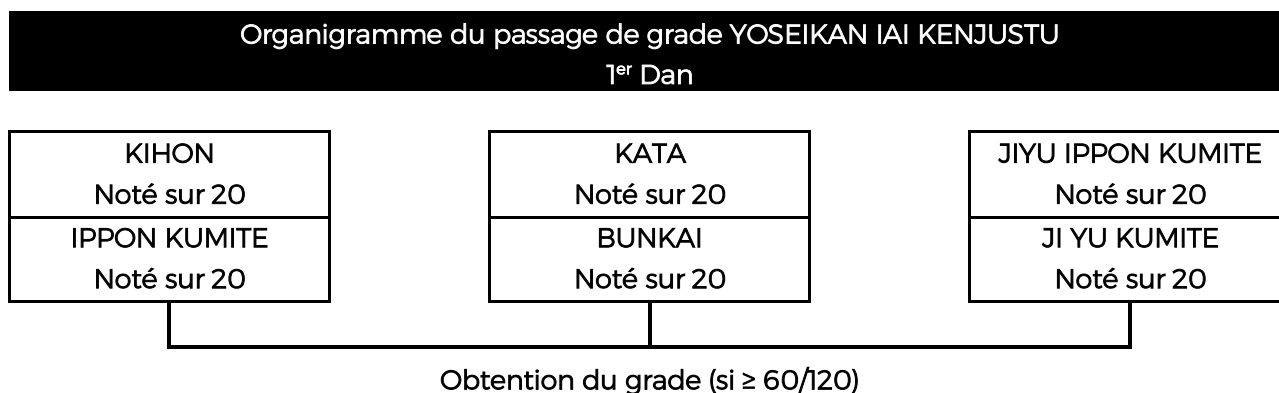 Organigramme du passage de grade YOSEIKAN IAI KENJUSTU
1er Dan
KIHON
Noté sur 20
IPPON KUMITE
Noté sur 20
KATA
Noté sur 20
BUNKAI
Noté sur 20
JIYU IPPON KUMITE
Noté sur 20
JI YU KUMITE
Noté sur 20
Obtention du grade (si ≥ 60/120)